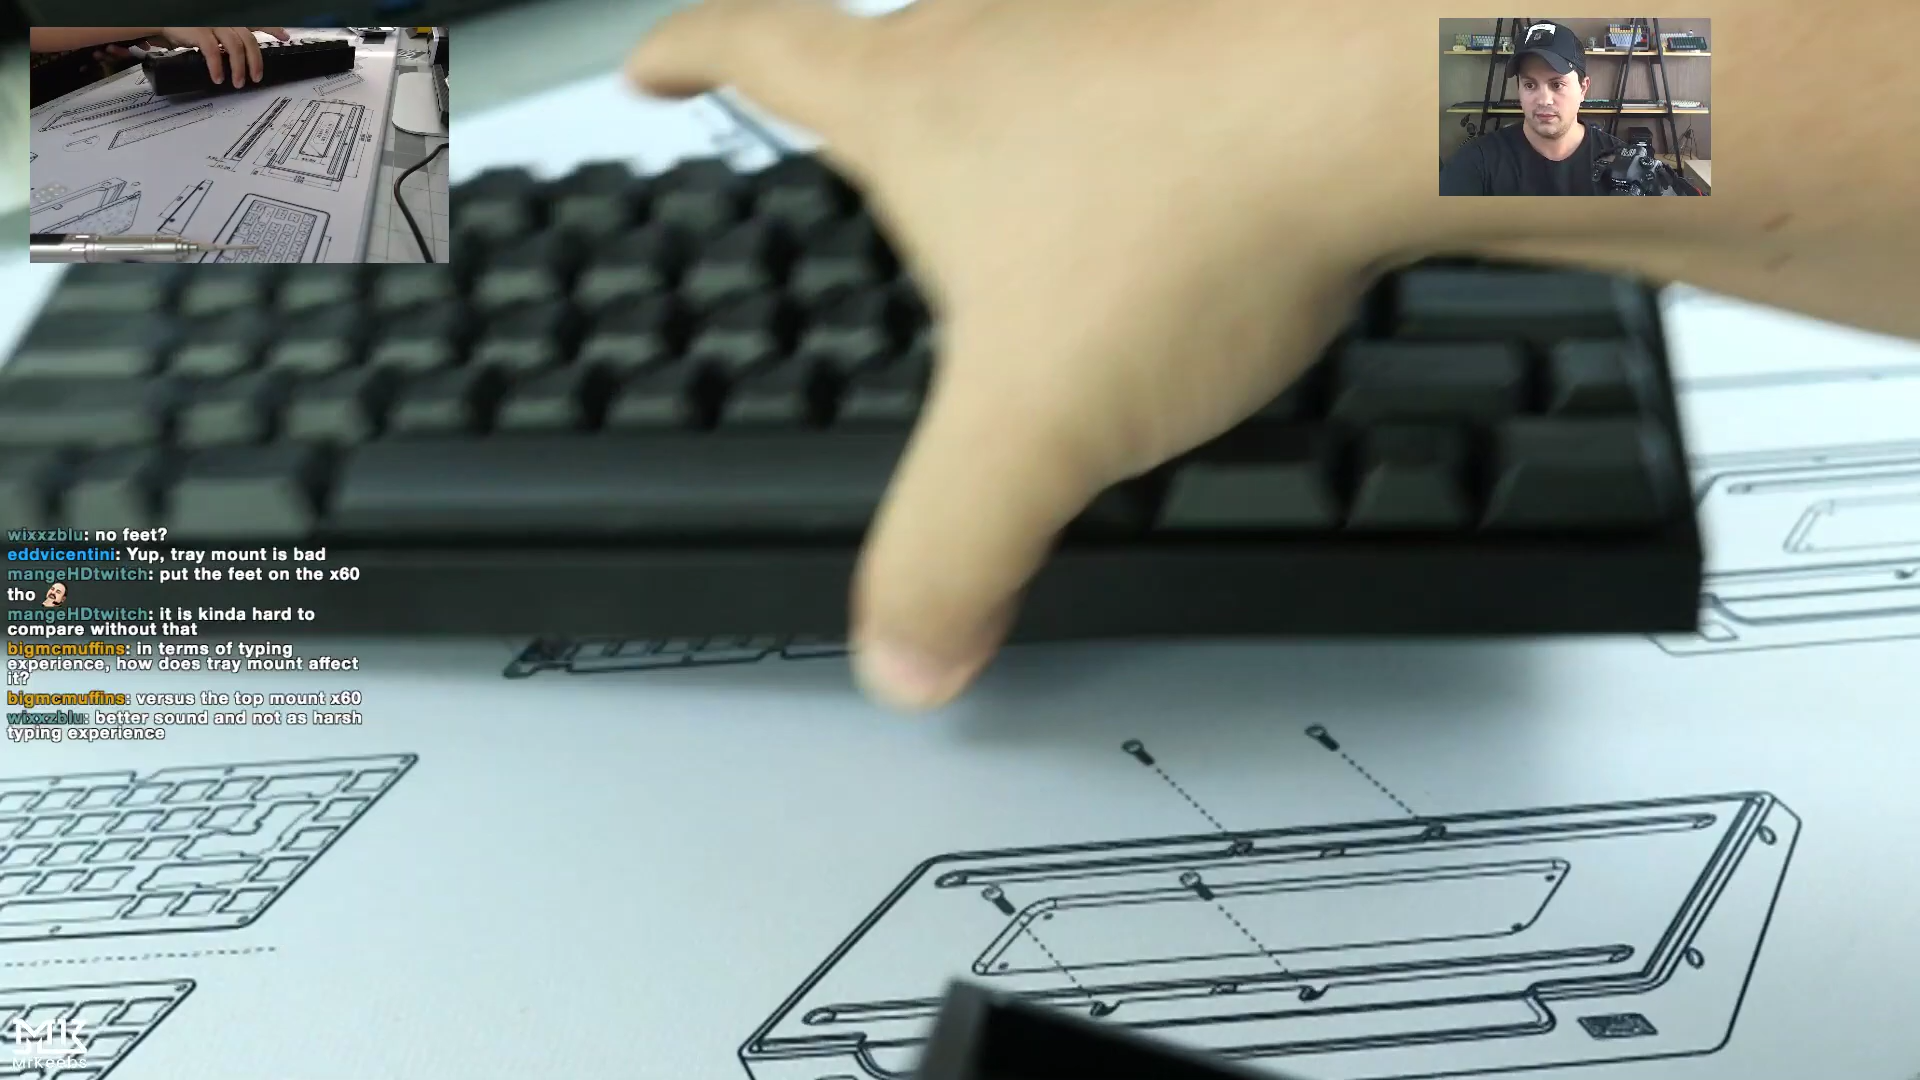 wixxzblu: no feet?
eddvicentini: Yup, tray mount is bad
mangeHDtwitch: put the feet on the x60
tho
mangeHDtwitch: it is kinda hard to
compare without that
bigmcmuffins: in terms of typing
experience, how does tray mount affect
it?
bigmcmuffins: versus the top mount x60
wixxzblu: better sound and not as harsh
typing experience
MK
MrKeebs